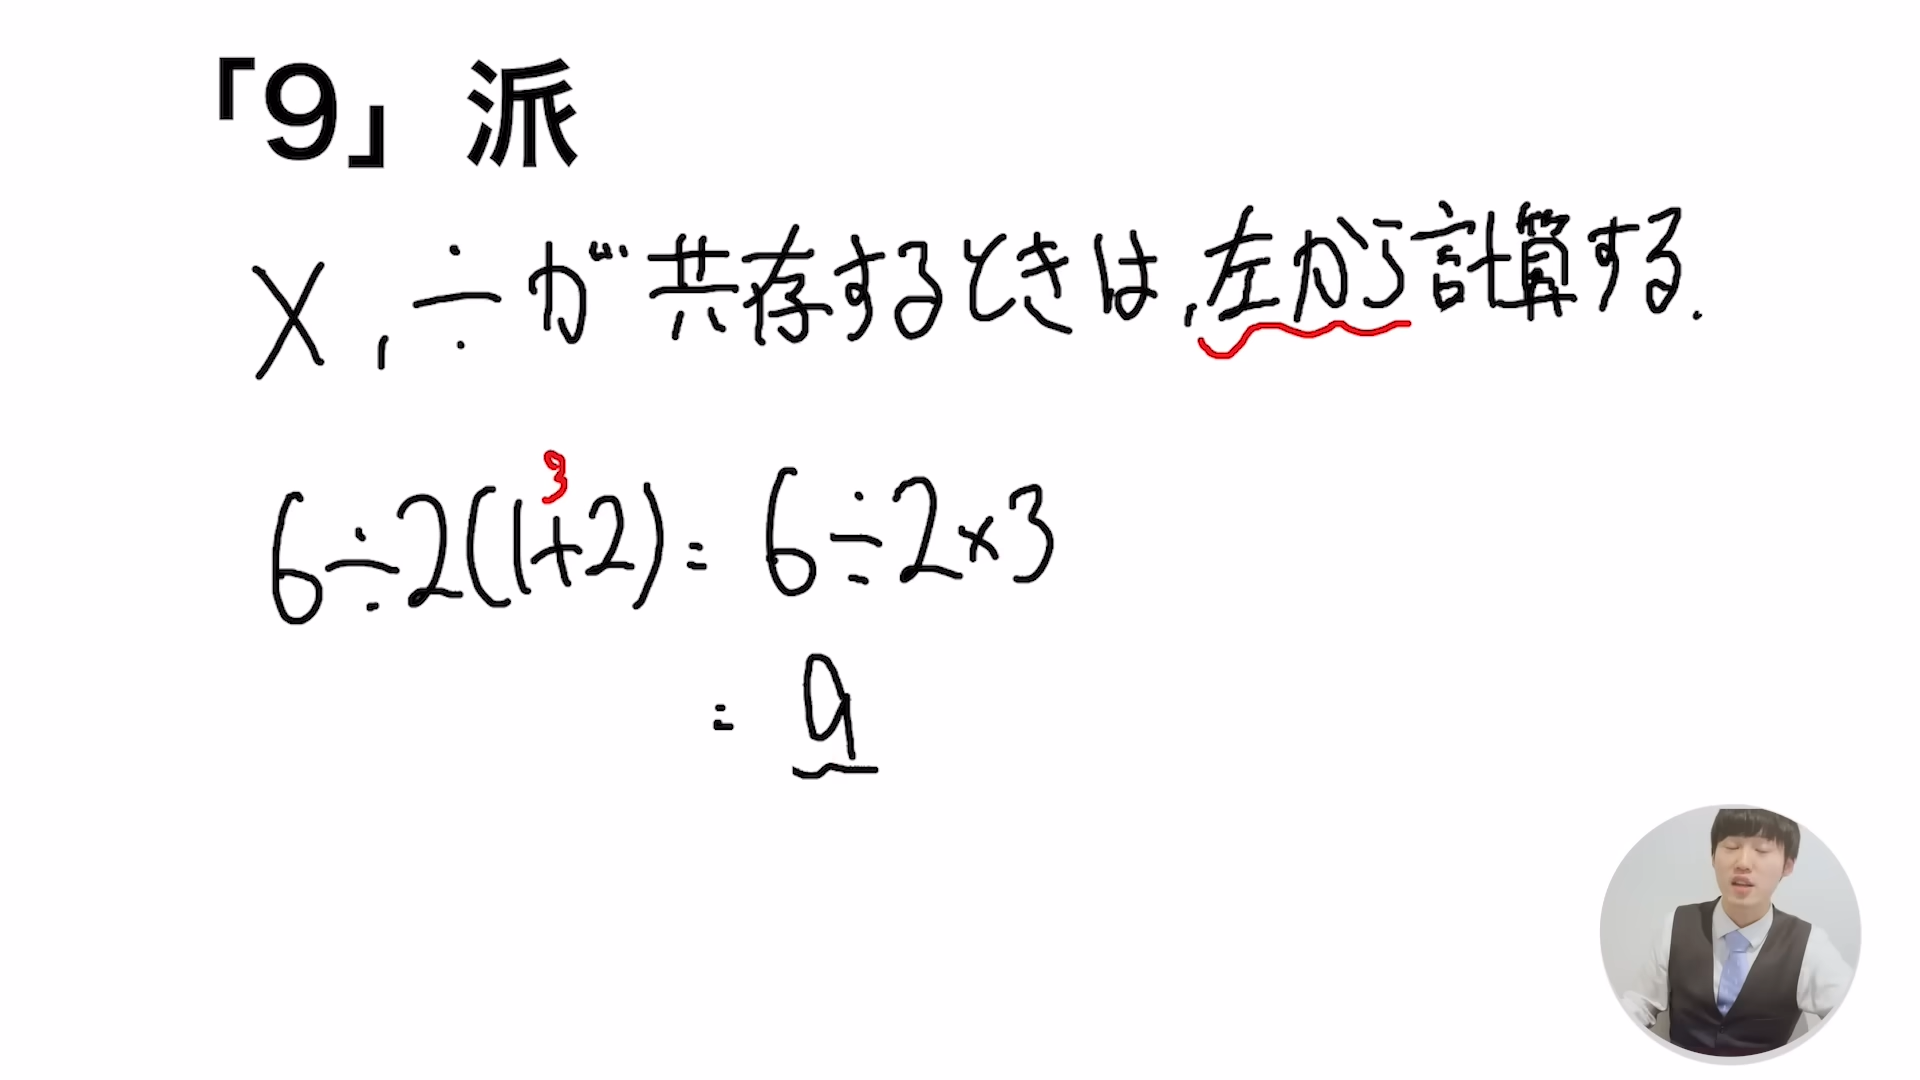 「9」派
×, ÷が共存するときは, 左から計算する.
3
6÷2(1+2) = 6÷2×3
= 9